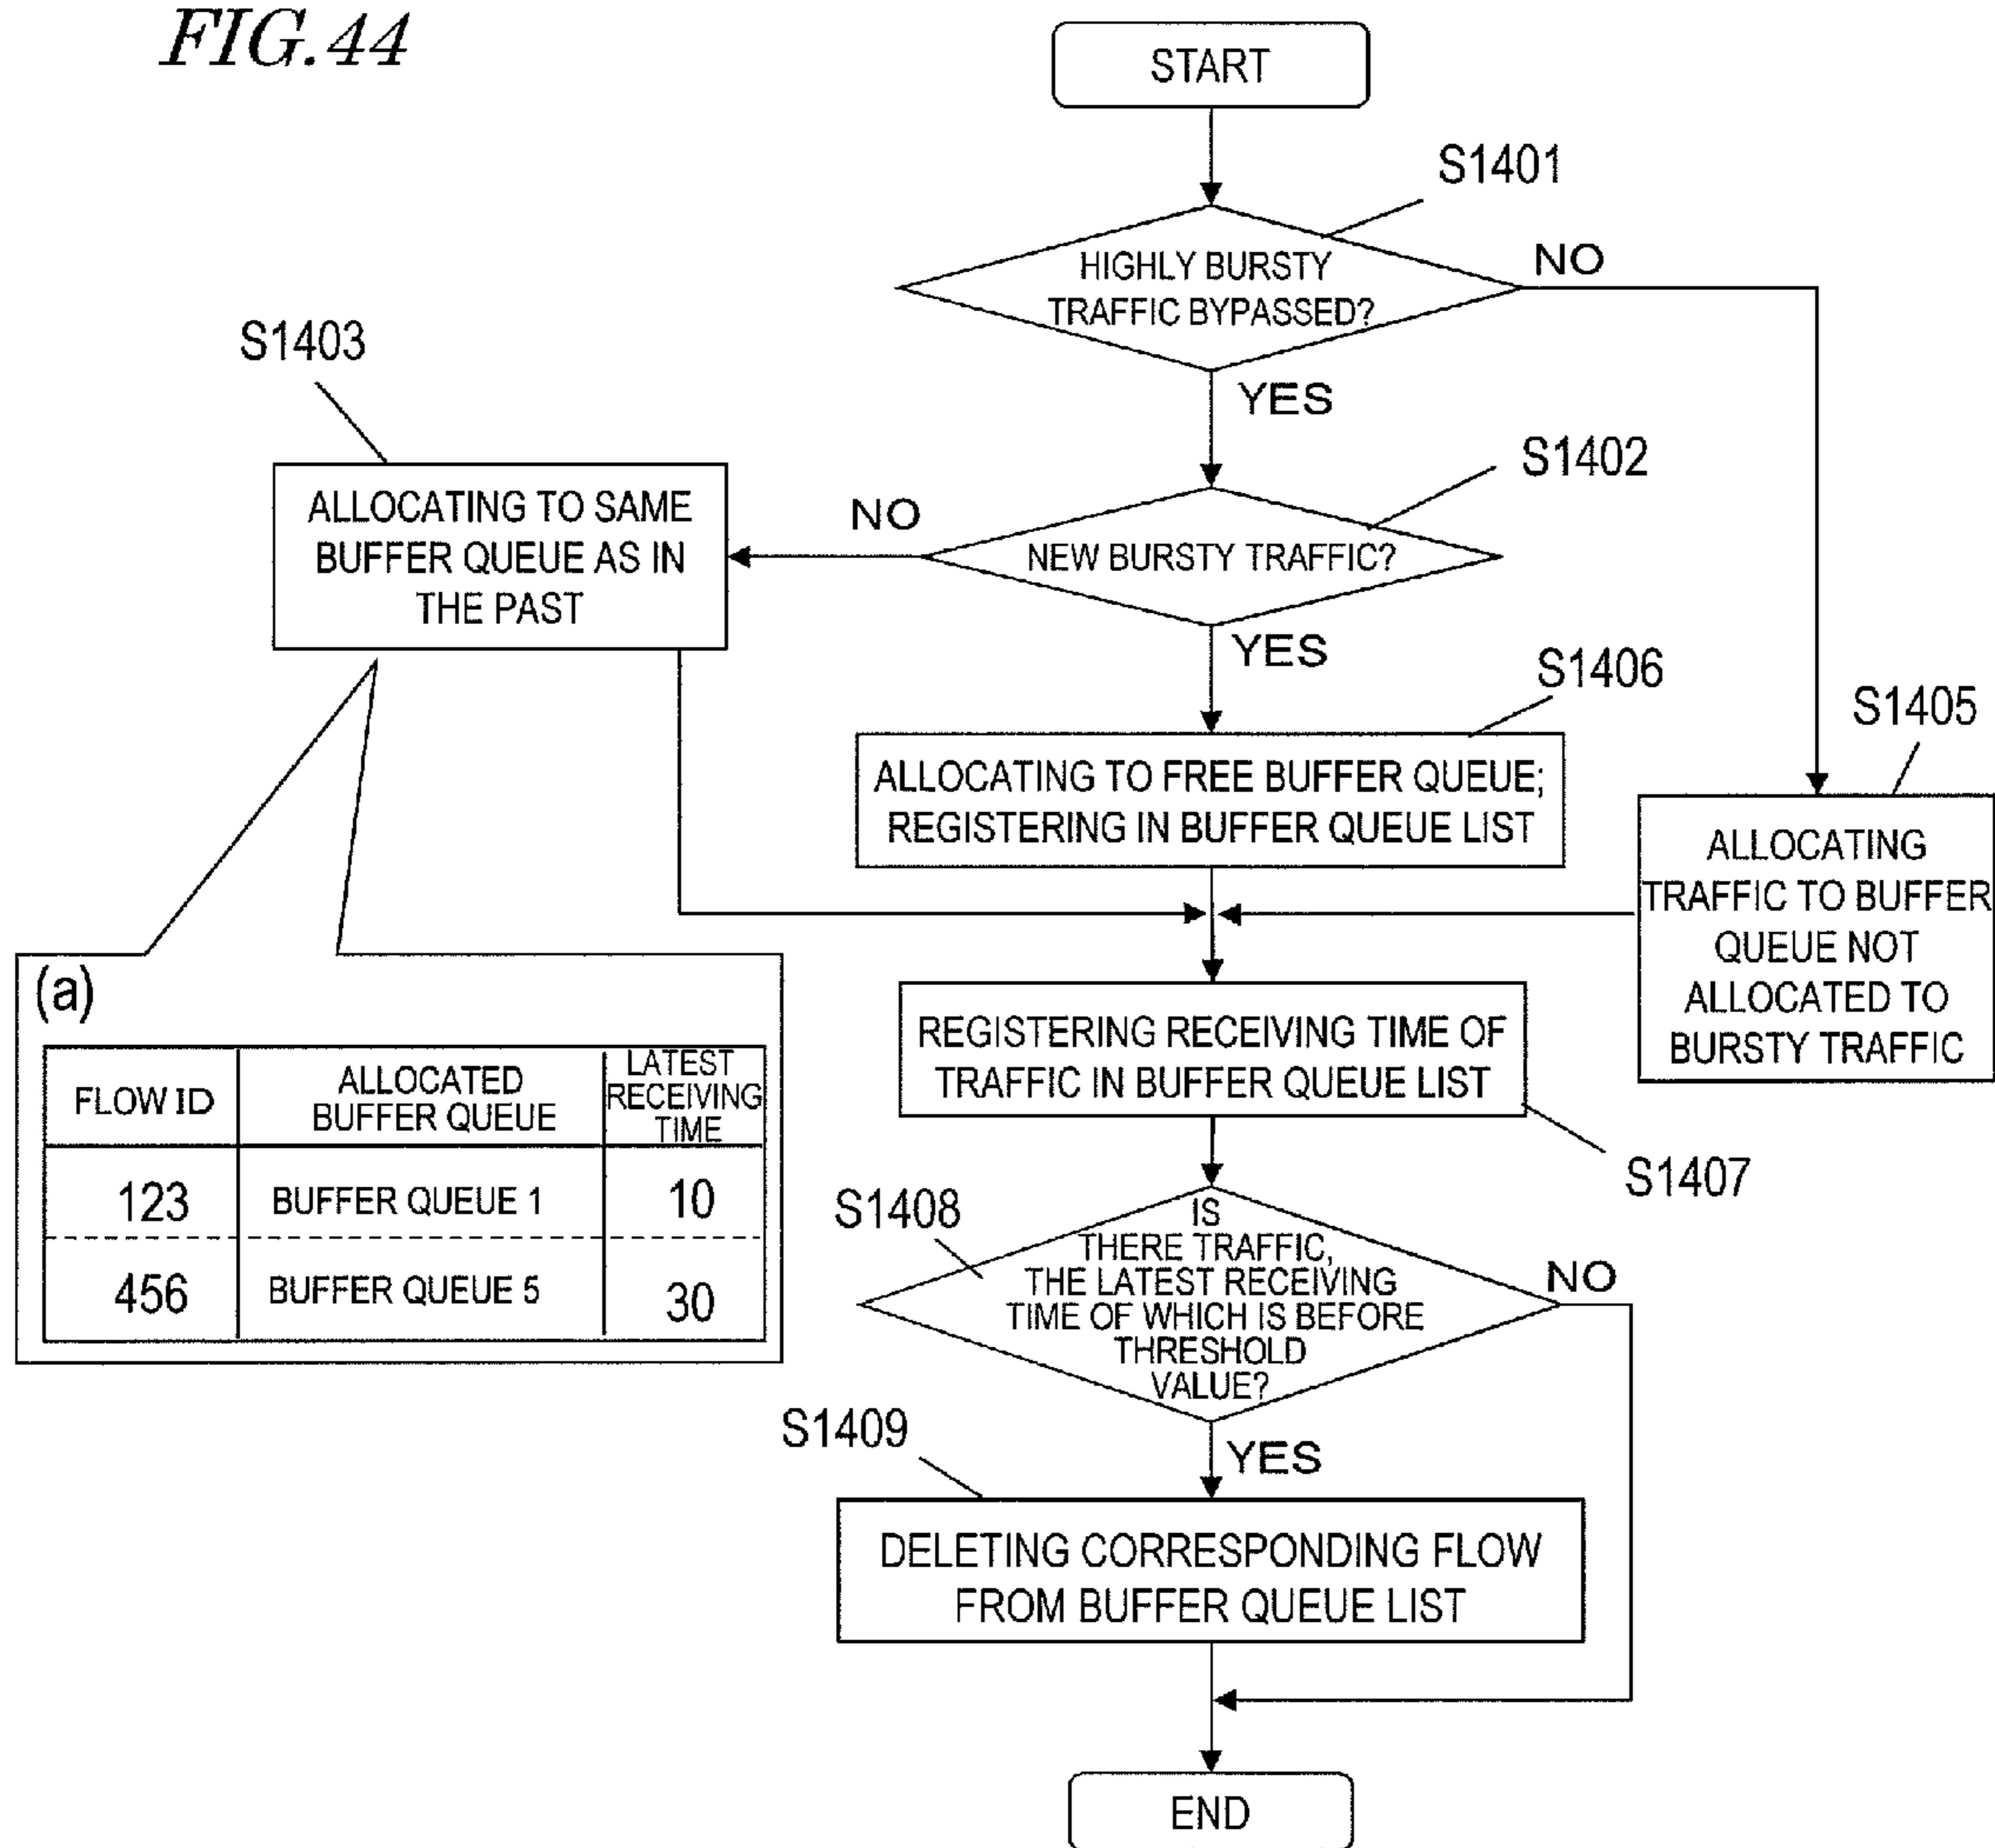 FIG.44
START
S1401
HIGHLY BURSTY
TRAFFIC BYPASSED?
NO
YES
S1402
NEW BURSTY TRAFFIC?
NO
S1403
ALLOCATING TO SAME
BUFFER QUEUE AS IN
THE PAST
YES
S1406
ALLOCATING TO FREE BUFFER QUEUE;
REGISTERING IN BUFFER QUEUE LIST
S1405
ALLOCATING
TRAFFIC TO BUFFER
QUEUE NOT
ALLOCATED TO
BURSTY TRAFFIC
(a)
FLOW ID
ALLOCATED
BUFFER QUEUE
LATEST
RECEIVING
TIME
123
BUFFER QUEUE 1
10
456
BUFFER QUEUE 5
30
REGISTERING RECEIVING TIME OF
TRAFFIC IN BUFFER QUEUE LIST
S1407
S1408
IS
THERE TRAFFIC,
THE LATEST RECEIVING
TIME OF WHICH IS BEFORE
THRESHOLD
VALUE?
NO
YES
S1409
DELETING CORRESPONDING FLOW
FROM BUFFER QUEUE LIST
END